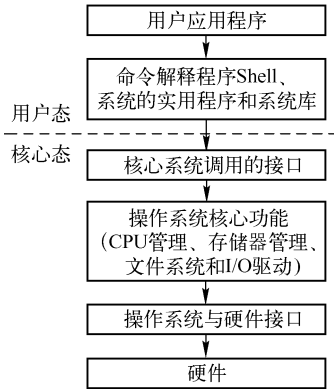 用户应用程序
命令解释程序Shell、
系统的实用程序和系统库
用户态
核心态
核心系统调用的接口
操作系统核心功能
(CPU管理、存储器管理、
文件系统和I/O驱动)
操作系统与硬件接口
硬件